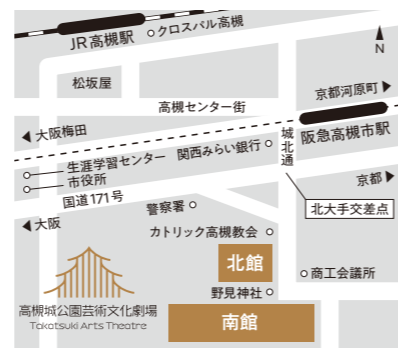 JR高槻駅
クロスパル高槻
N
松坂屋
高槻センター街
京都河原町
大阪梅田
阪急高槻市駅
城北通
生涯学習センター
関西みらい銀行
市役所
国道171号
京都
大阪
警察署
北大手交差点
カトリック高槻教会
北館
商工会議所
野見神社
高槻城公園芸術文化劇場
Takatsuki Arts Theatre
南館